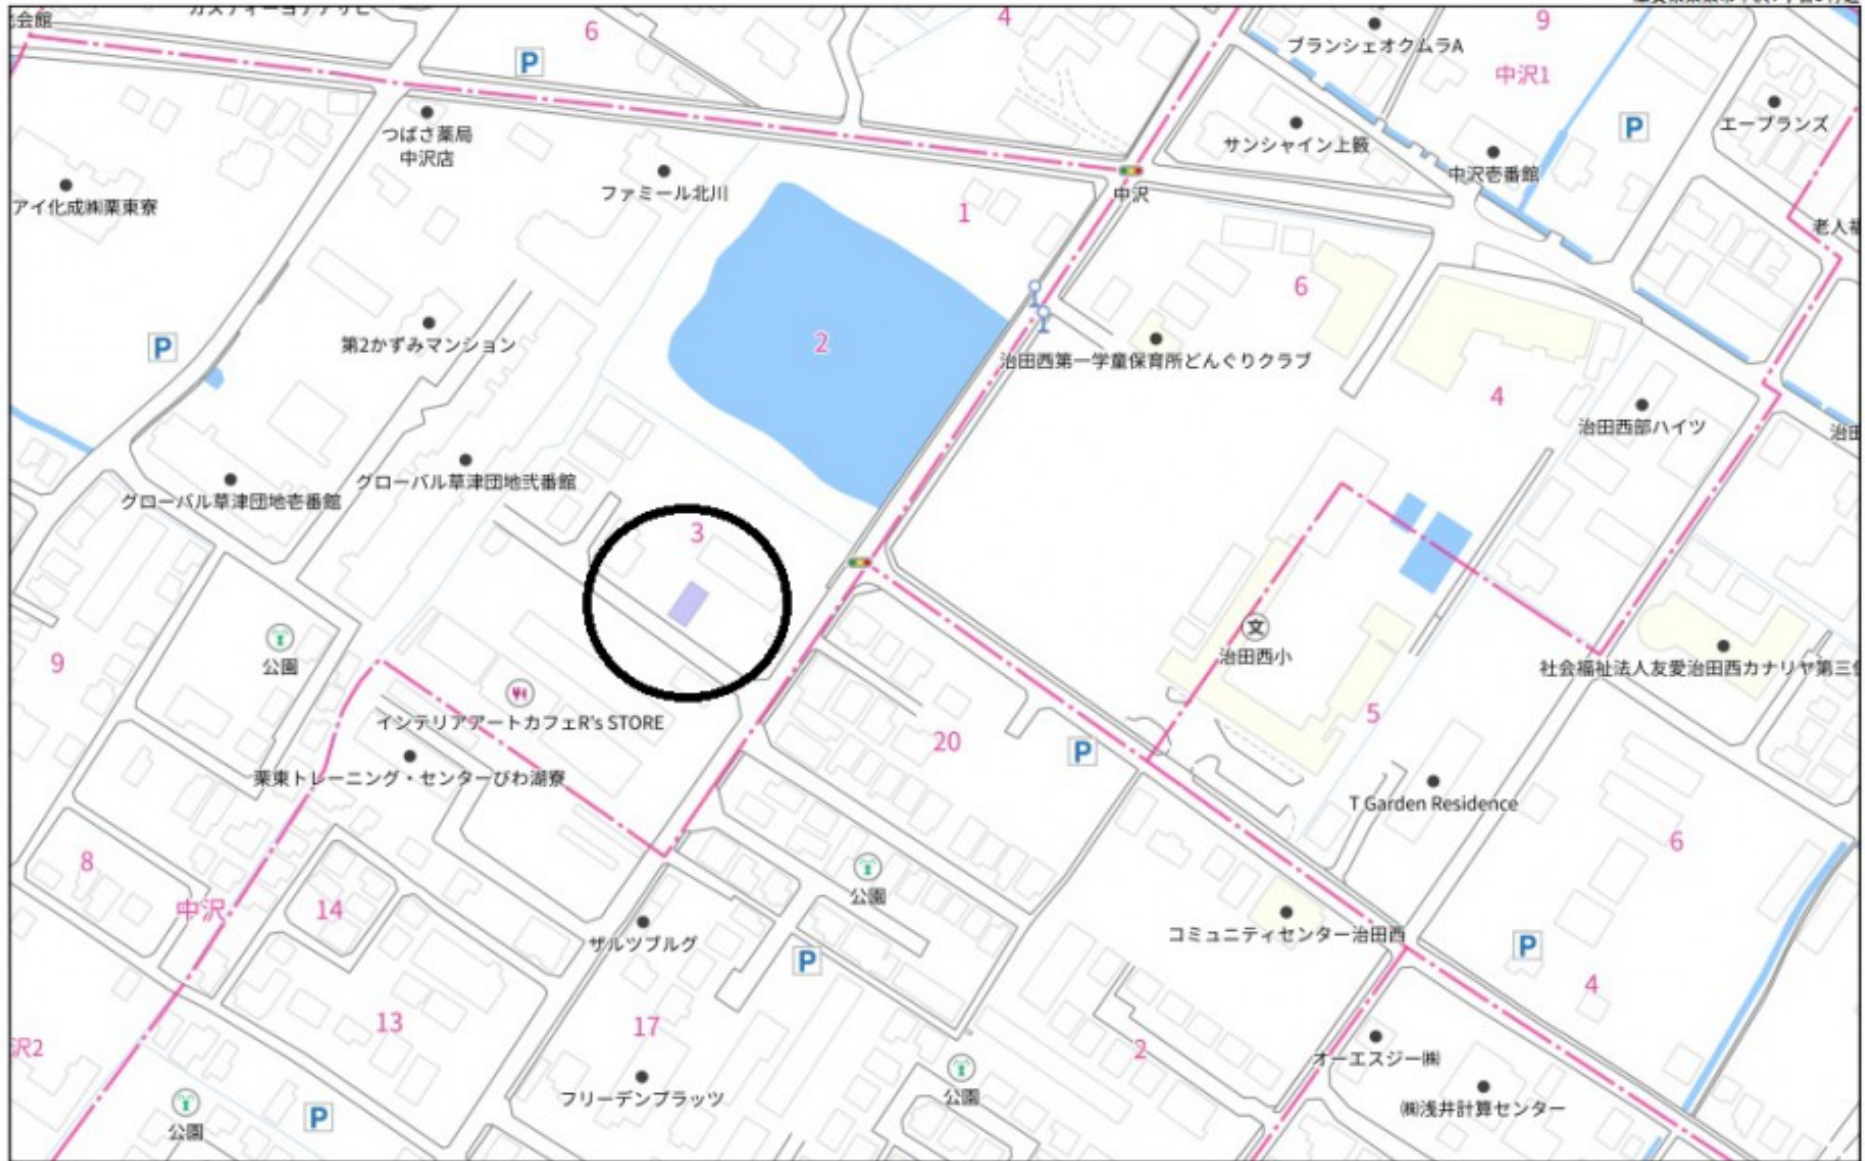 会館
6
4
9
ブランシェオクムラA
P
中沢1
つばさ薬局
中沢店
P
エーブランズ
サンシャイン上籔
中沢壱番館
ファミール北川
中沢
アイ化成㈱栗東寮
1
6
2
第2かずみマンション
P
治田西第一学童保育所どんぐりクラブ
4
治田西部ハイツ
治田
グローバル草津団地弐番館
グローバル草津団地壱番館
3
文
治田西小
公園
社会福祉法人友愛治田西カナリヤ第三
9
インテリアアートカフェR's STORE
5
20
P
栗東トレーニング・センターびわ湖寮
T Garden Residence
6
8
公園
中沢
14
ザルツブルグ
コミュニティセンター治田西
P
P
4
13
17
2
沢2
オーエスジー㈱
フリーデンプラッツ
公園
㈱浅井計算センター
公園
P